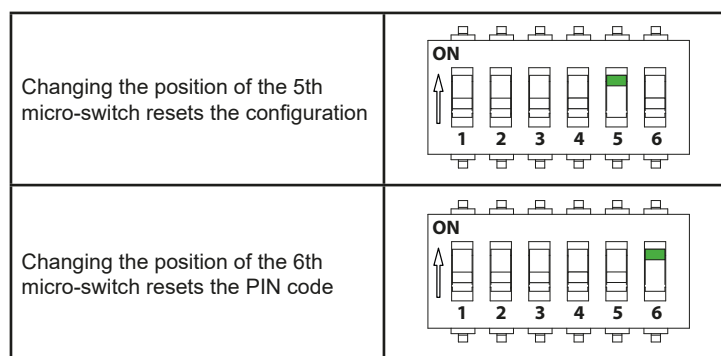 Changing the position of the 5th
micro-switch resets the configuration
ON
1 2 3 4 5 6
Changing the position of the 6th
micro-switch resets the PIN code
ON
1 2 3 4 5 6